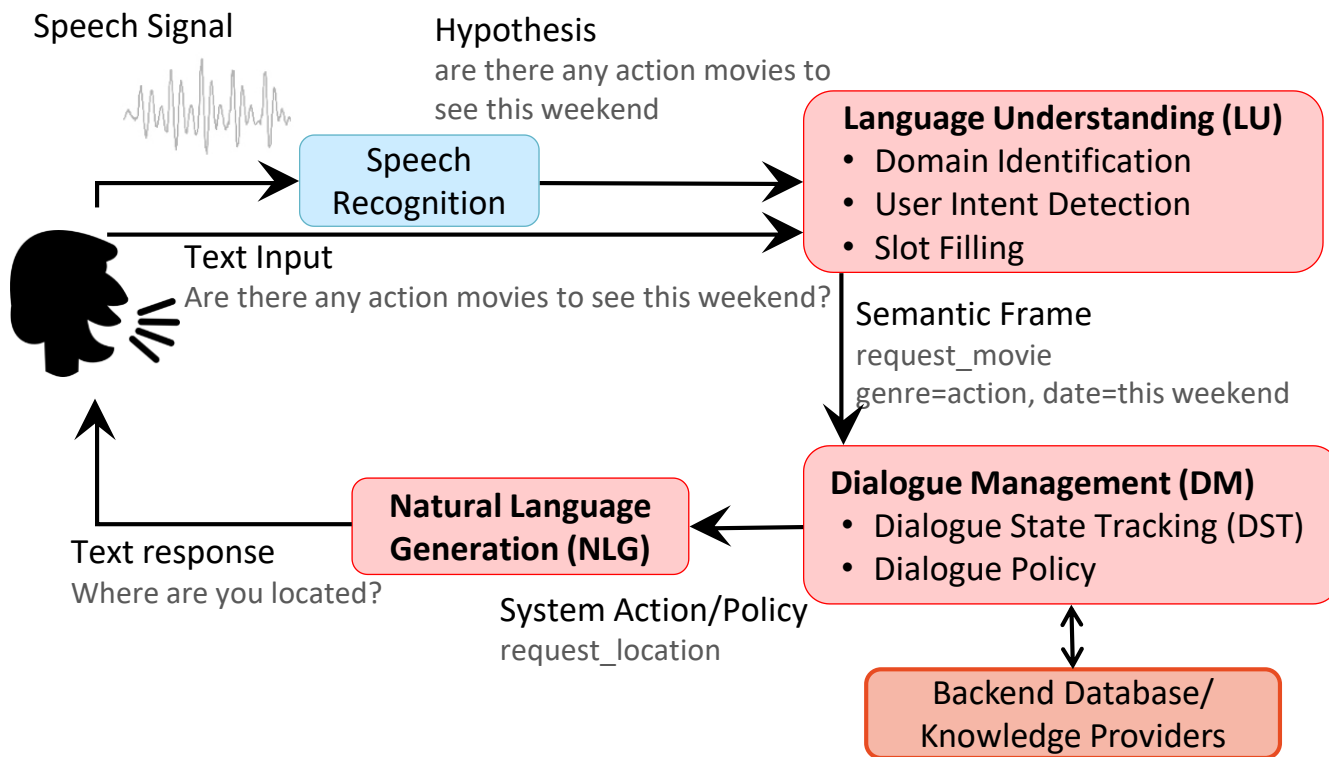 Speech Signal
Hypothesis
are there any action movies to
see this weekend
Speech
Recognition
Language Understanding (LU)
• Domain Identification
• User Intent Detection
• Slot Filling
Text Input
Are there any action movies to see this weekend?
Semantic Frame
request_movie
genre=action, date=this weekend
Dialogue Management (DM)
• Dialogue State Tracking (DST)
• Dialogue Policy
Natural Language
Generation (NLG)
Text response
Where are you located?
System Action/Policy
request_location
Backend Database/
Knowledge Providers